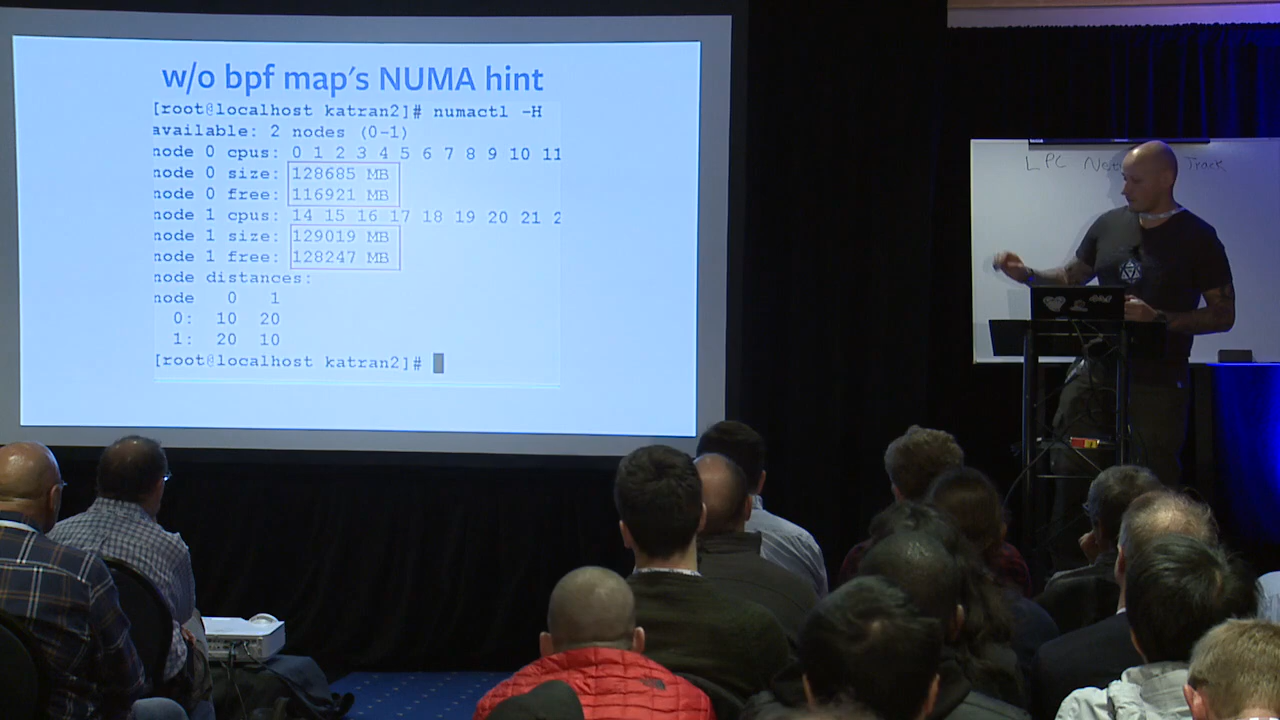 w/o bpf map's NUMA hint
[root@localhost katran2]# numactl -H
available: 2 nodes (0-1)
node 0 cpus: 0 1 2 3 4 5 6 7 8 9 10 11
node 0 size: 128685 MB
node 0 free: 116921 MB
node 1 cpus: 14 15 16 17 18 19 20 21 2
node 1 size: 129019 MB
node 1 free: 128247 MB
node distances:
node 0 1
0: 10 20
1: 20 10
[root@localhost katran2]#
LPC Net Track